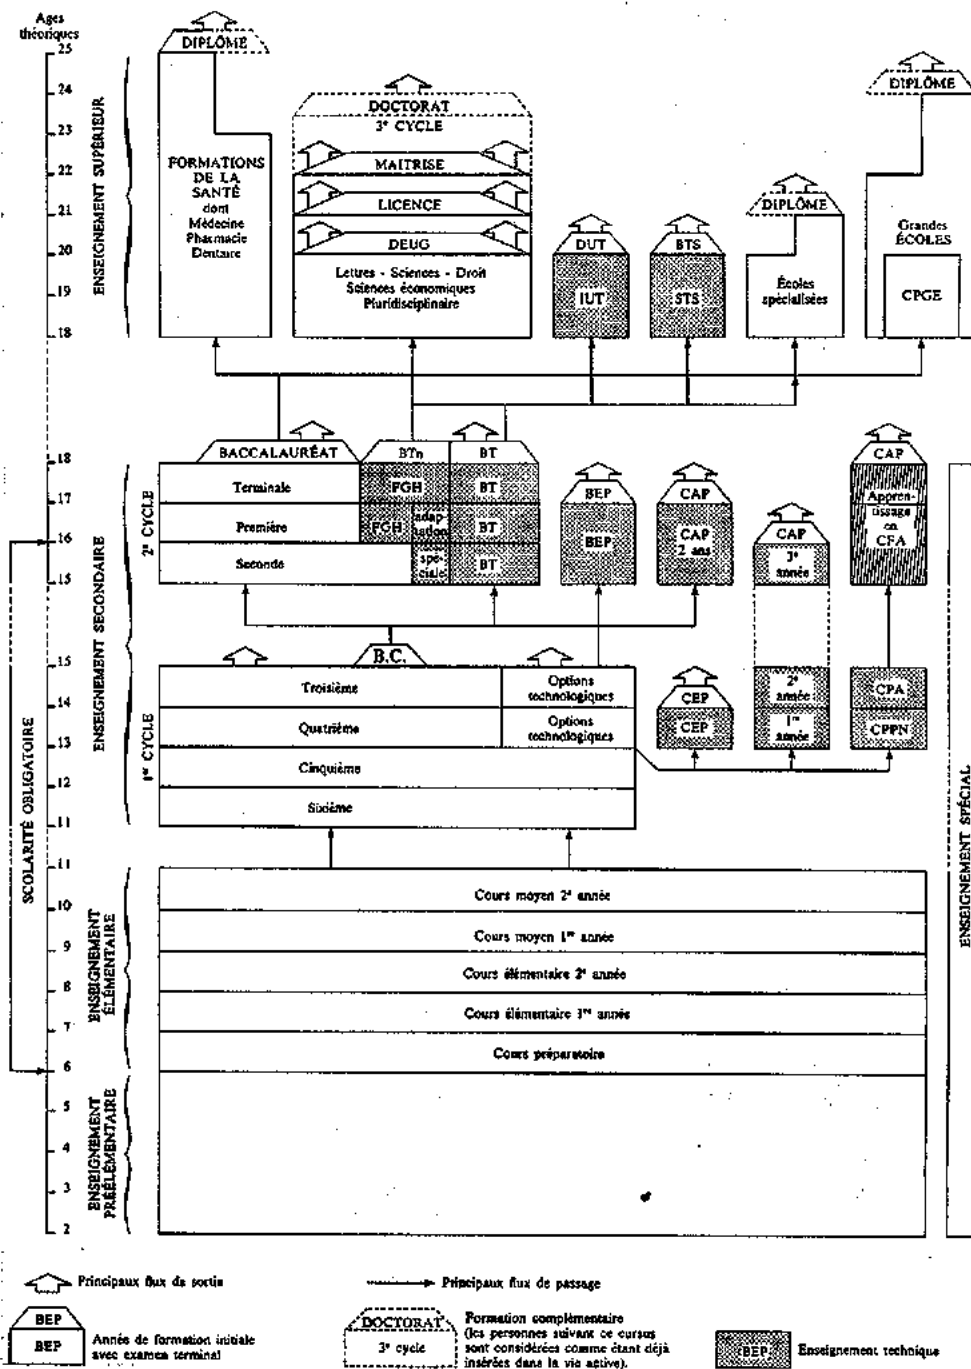 Ages
théoriques
25
24
23
22
21
20
19
18
18
17
16
15
15
14
13
12
11
11
10
9
8
7
6
5
4
3
2
ENSEIGNEMENT SUPÉRIEUR
ENSEIGNEMENT SECONDAIRE
2e CYCLE
1er CYCLE
SCOLARITÉ OBLIGATOIRE
ENSEIGNEMENT
ÉLÉMENTAIRE
ENSEIGNEMENT
PRÉÉLÉMENTAIRE
ENSEIGNEMENT SPÉCIAL
DIPLÔME
FORMATIONS
DE LA
SANTÉ
dont
Médecine
Pharmacie
Dentaire
DOCTORAT
3e CYCLE
MAITRISE
LICENCE
DEUG
Lettres - Sciences - Droit
Sciences économiques
Pluridisciplinaire
DUT
IUT
BTS
STS
DIPLÔME
Écoles
spécialisées
DIPLÔME
Grandes
ÉCOLES
CPGE
BACCALAURÉAT
BTn
BT
Terminale
FGH
BT
Première
FGH
adap-
tation
BT
Seconde
spé-
ciale
BT
BEP
BEP
CAP
CAP
2 ans
CAP
3e
année
CAP
Appren-
tissage
en
CFA
B.C.
Troisième
Options
technologiques
Quatrième
Options
technologiques
Cinquième
Sixième
CEP
CEP
2e
année
1re
année
CPA
CPPN
Cours moyen 2e année
Cours moyen 1re année
Cours élémentaire 2e année
Cours élémentaire 1re année
Cours préparatoire
Principaux flux de sortie
Principaux flux de passage
BEP
BEP
Année de formation initiale
avec examen terminal
DOCTORAT
3e cycle
Formation complémentaire
(les personnes suivant ce cursus
sont considérées comme étant déjà
insérées dans la vie active).
BEP
Enseignement technique